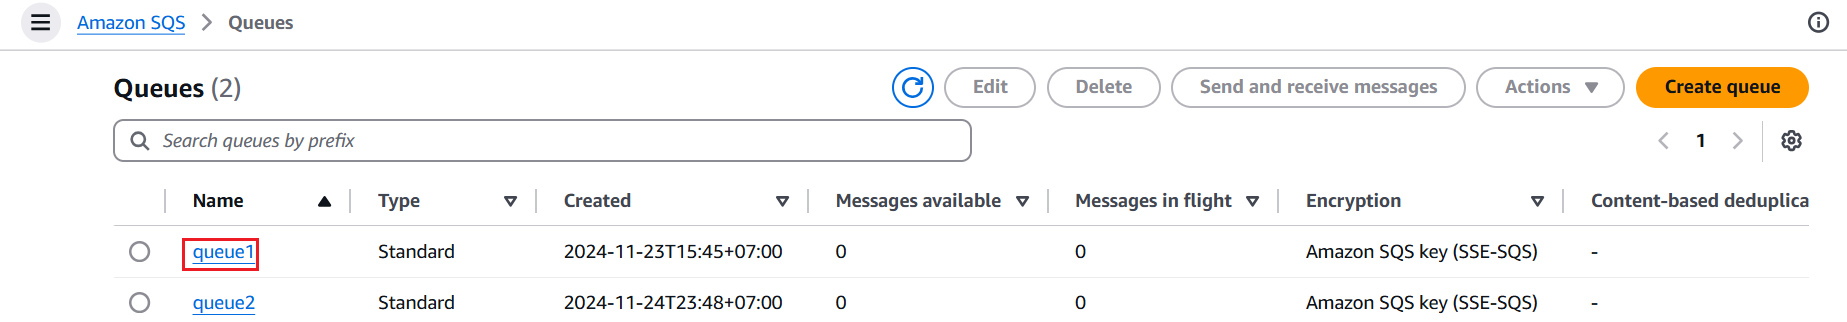 Amazon SQS > Queues
Queues (2)
Edit
Delete
Send and receive messages
Actions
Create queue
Search queues by prefix
1
Name Type Created Messages available Messages in flight Encryption Content-based deduplica
queue1 Standard 2024-11-23T15:45+07:00 0 0 Amazon SQS key (SSE-SQS) -
queue2 Standard 2024-11-24T23:48+07:00 0 0 Amazon SQS key (SSE-SQS) -